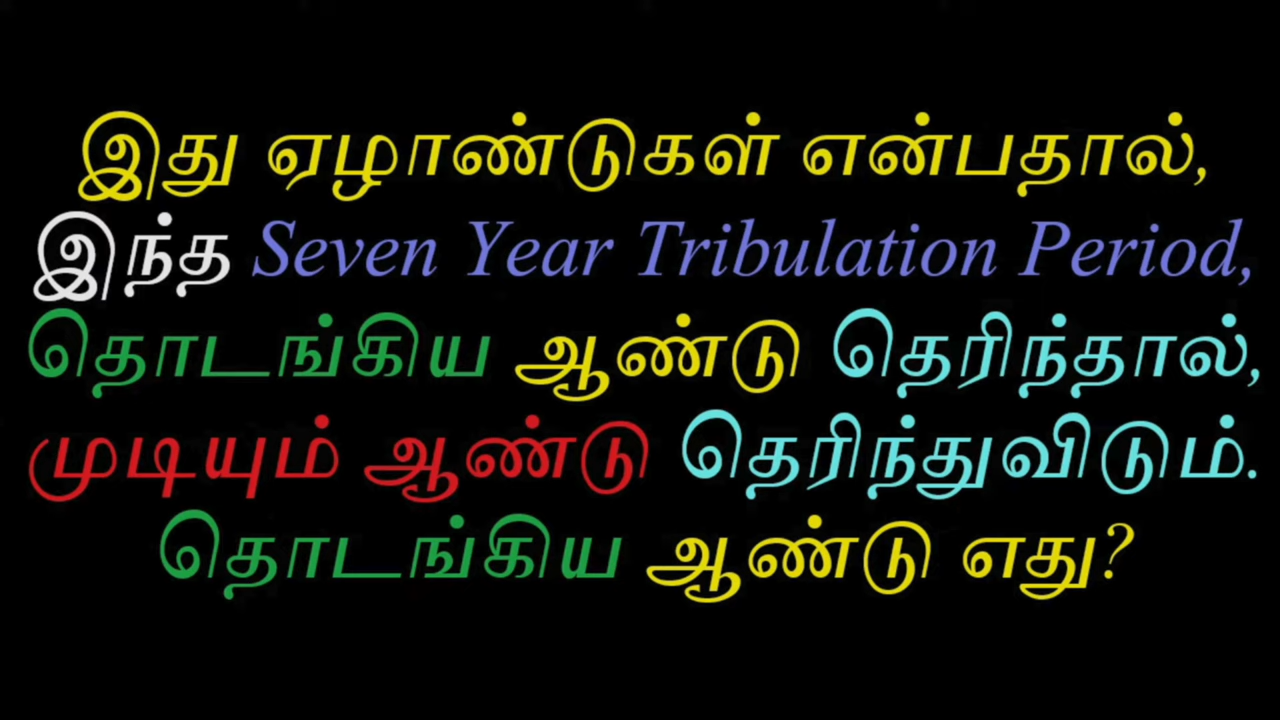 இது ஏழாண்டுகள் என்பதால்,
இந்த Seven Year Tribulation Period,
தொடங்கிய ஆண்டு தெரிந்தால்,
முடியும் ஆண்டு தெரிந்துவிடும்.
தொடங்கிய ஆண்டு எது?